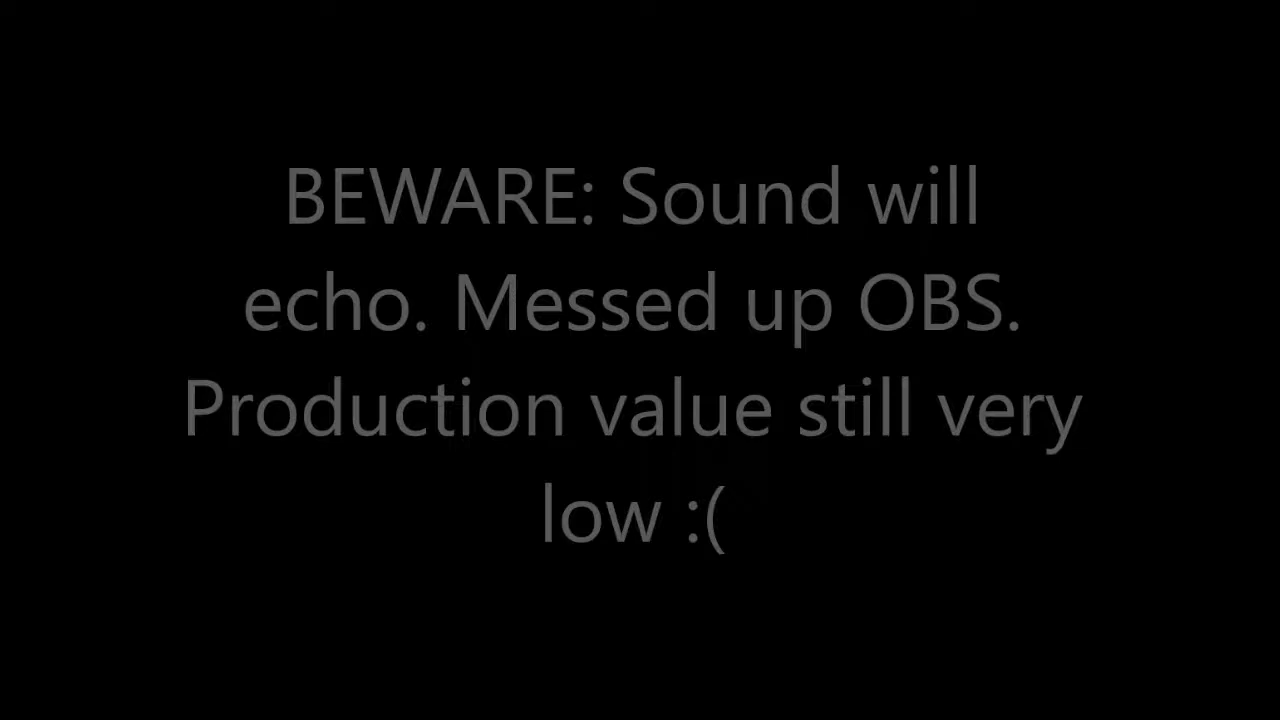 BEWARE: Sound will
echo. Messed up OBS.
Production value still very
low :(